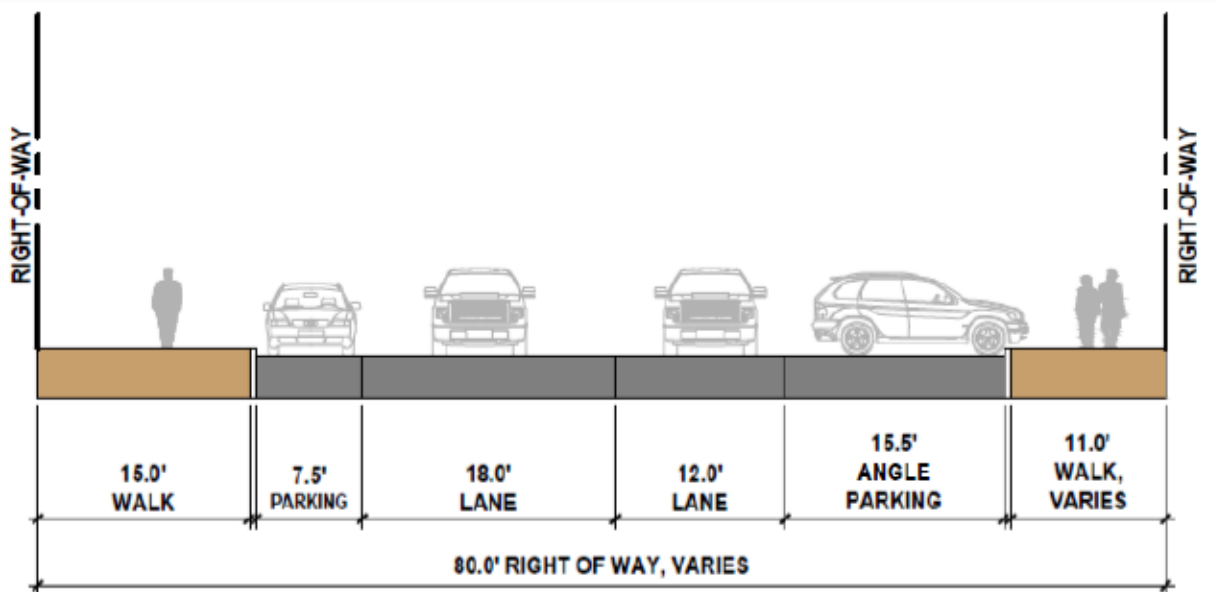 RIGHT-OF-WAY
RIGHT-OF-WAY
15.0'
WALK
7.5'
PARKING
18.0'
LANE
12.0'
LANE
15.5'
ANGLE
PARKING
11.0'
WALK,
VARIES
80.0' RIGHT OF WAY, VARIES